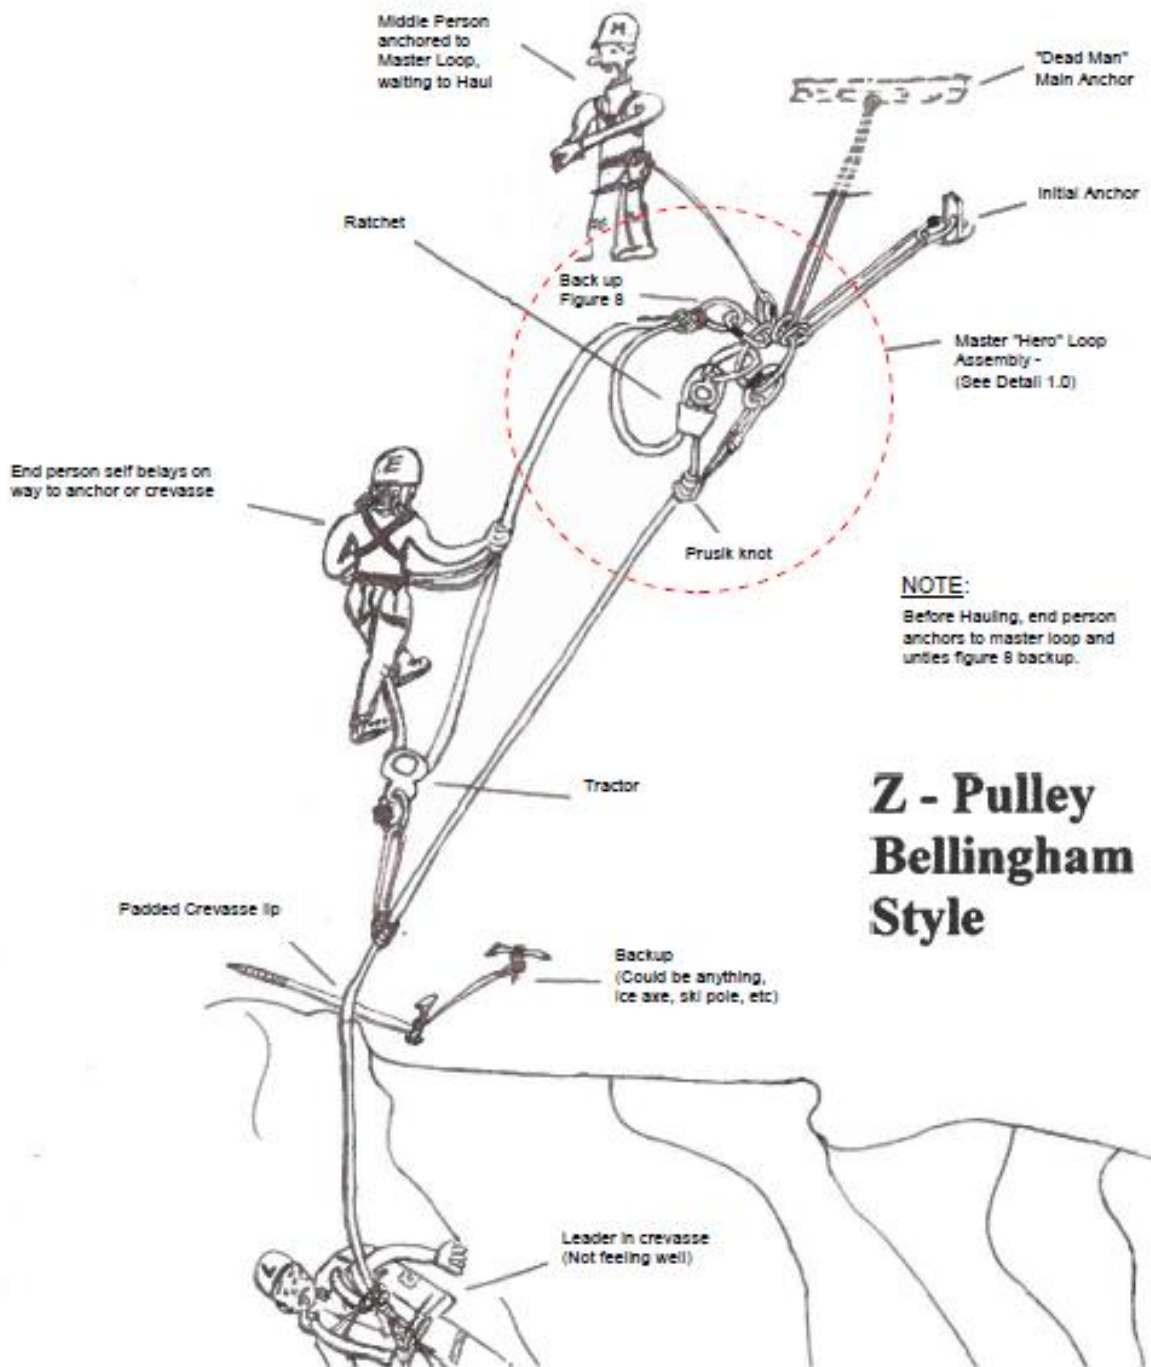 Middle Person
anchored to
Master Loop,
waiting to Haul
M
"Dead Man"
Main Anchor
Initial Anchor
Ratchet
Back up
Figure 8
Master "Hero" Loop
Assembly -
(See Detail 1.0)
E
End person self belays on
way to anchor or crevasse
Prusik knot
NOTE:
Before Hauling, end person
anchors to master loop and
unties figure 8 backup.
Tractor
Z - Pulley
Bellingham
Style
Padded Crevasse lip
Backup
(Could be anything,
ice axe, ski pole, etc)
Leader in crevasse
(Not feeling well)
L